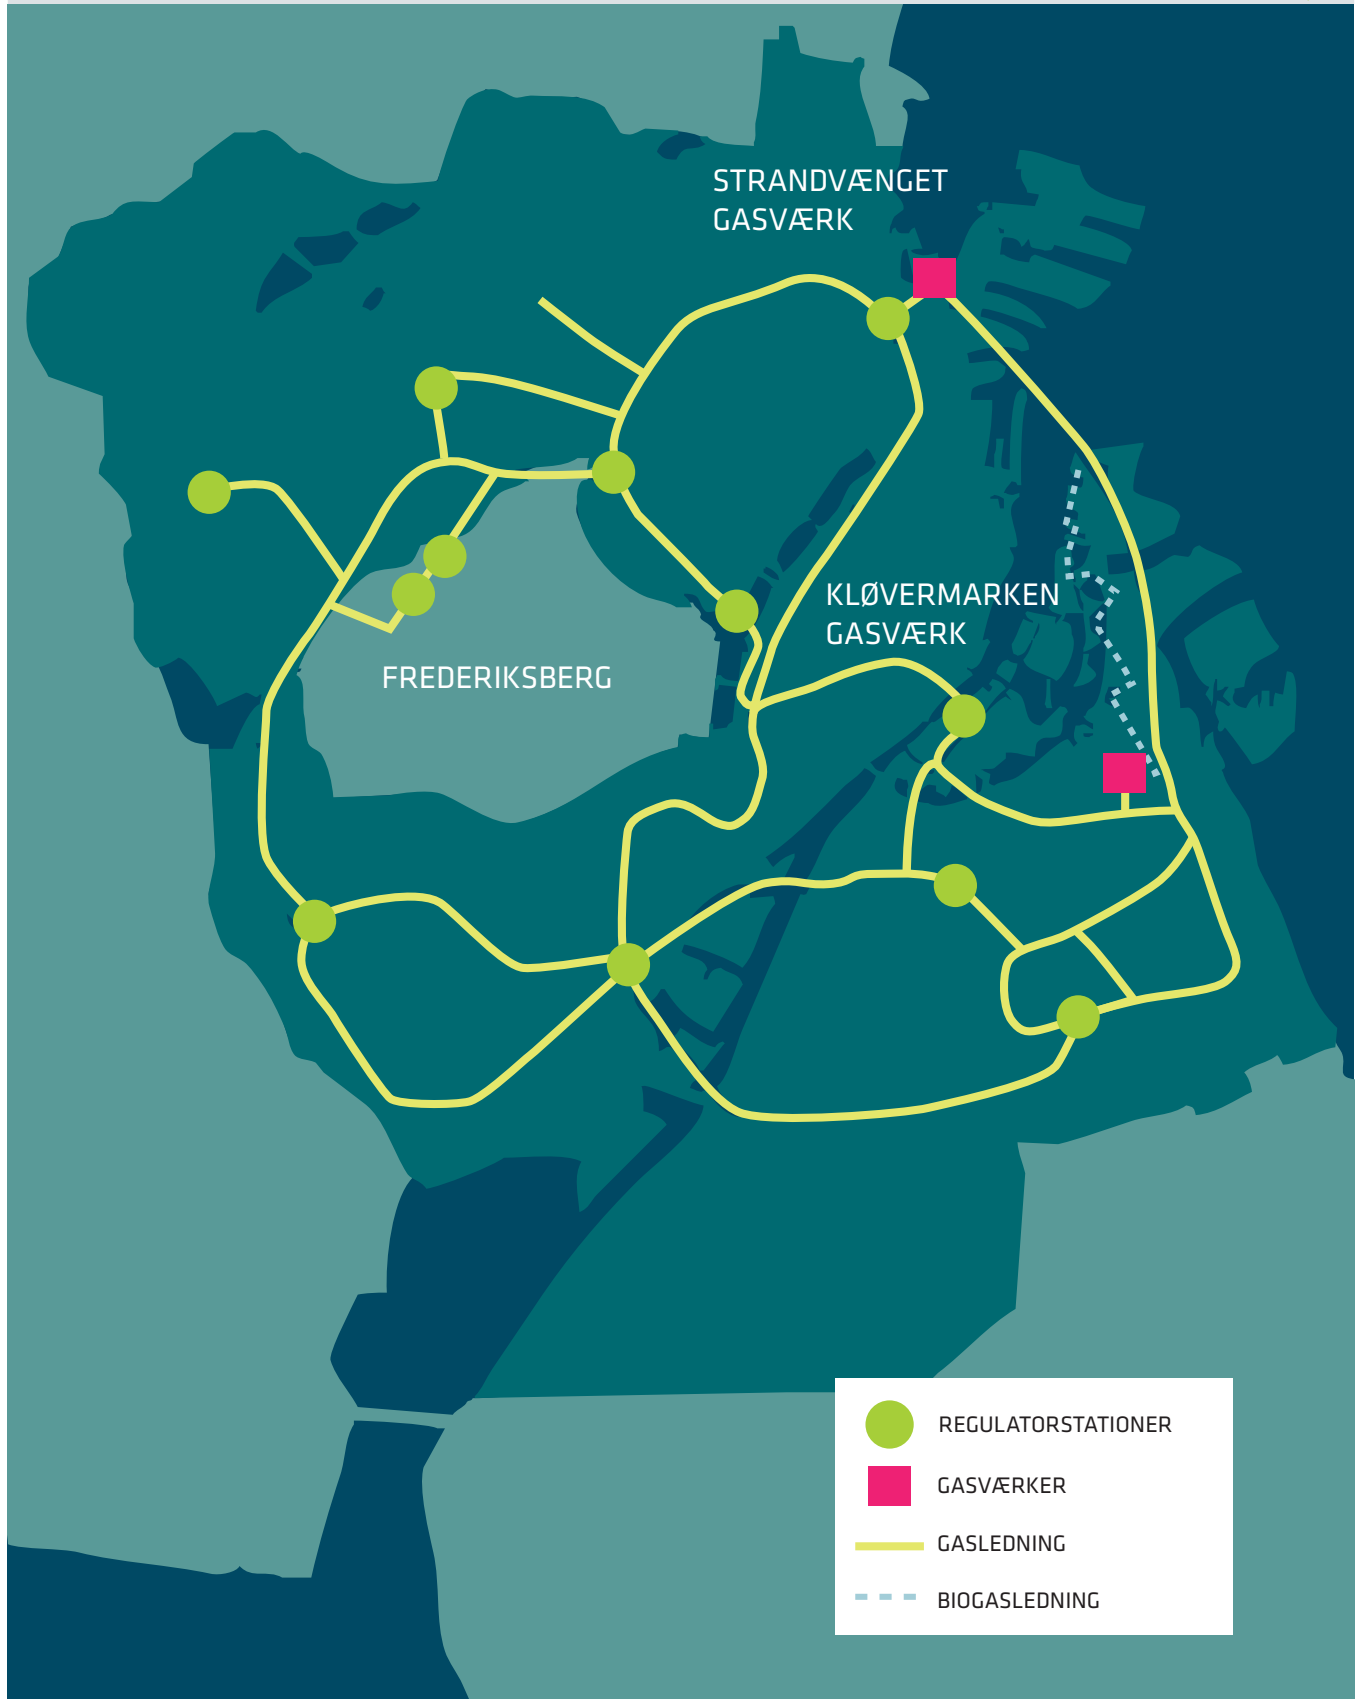 STRANDVÆNGET
GASVÆRK
KLØVERMARKEN
GASVÆRK
FREDERIKSBERG
REGULATORSTATIONER
GASVÆRKER
GASLEDNING
BIOGASLEDNING